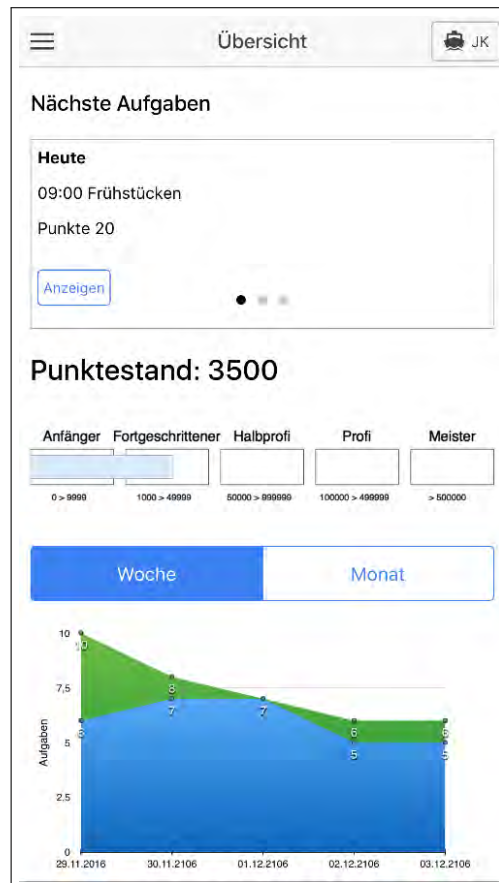 Übersicht
JK
Nächste Aufgaben
Heute
09:00 Frühstücken
Punkte 20
Anzeigen
Punktestand: 3500
Anfänger Fortgeschrittener Halbprofi Profi Meister
0 > 9999 1000 > 49999 50000 > 999999 100000 > 499999 > 500000
Woche Monat
Aufgaben
10
7,5
5
2,5
0
10 8 7 6 6
6 7 5 5
29.11.2016 30.11.2106 01.12.2106 02.12.2106 03.12.2106